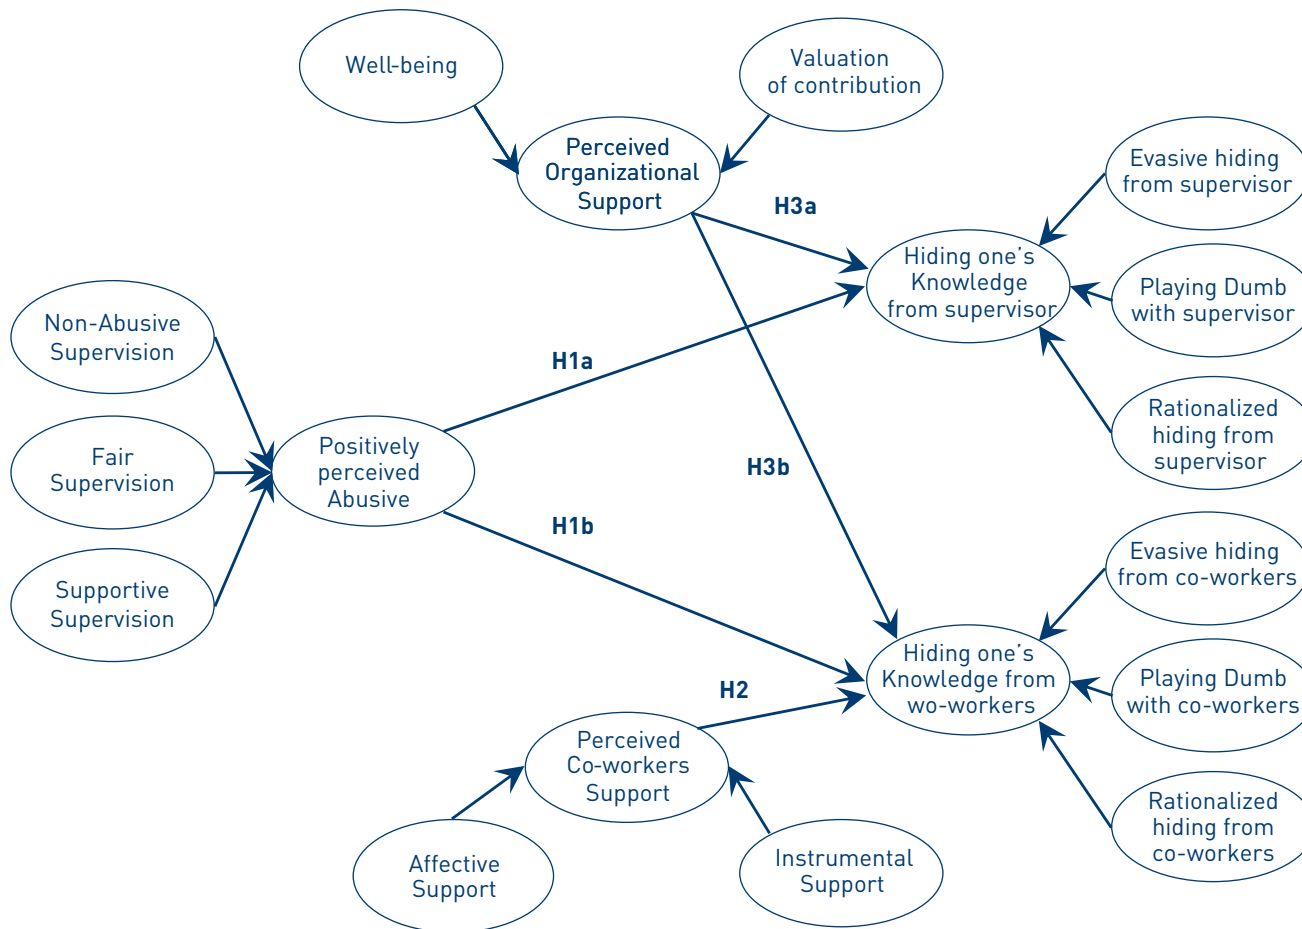 Well-being
Valuation
of contribution
Perceived
Organizational
Support
Evasive hiding
from supervisor
H3a
Hiding one's
Knowledge
from supervisor
Playing Dumb
with supervisor
Non-Abusive
Supervision
H1a
Rationalized
hiding from
supervisor
Fair
Supervision
Positively
perceived
Abusive
H3b
H1b
Evasive hiding
from co-workers
Supportive
Supervision
Hiding one's
Knowledge from
wo-workers
Playing Dumb
with co-workers
H2
Perceived
Co-workers
Support
Rationalized
hiding from
co-workers
Affective
Support
Instrumental
Support